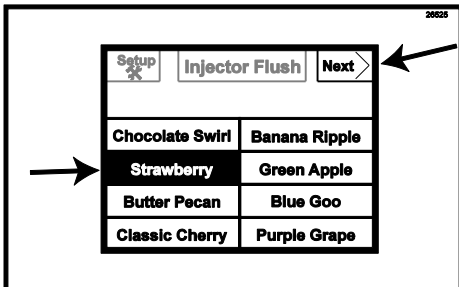 26525
Setup Injector Flush Next
Chocolate Swirl Banana Ripple
Strawberry Green Apple
Butter Pecan Blue Goo
Classic Cherry Purple Grape